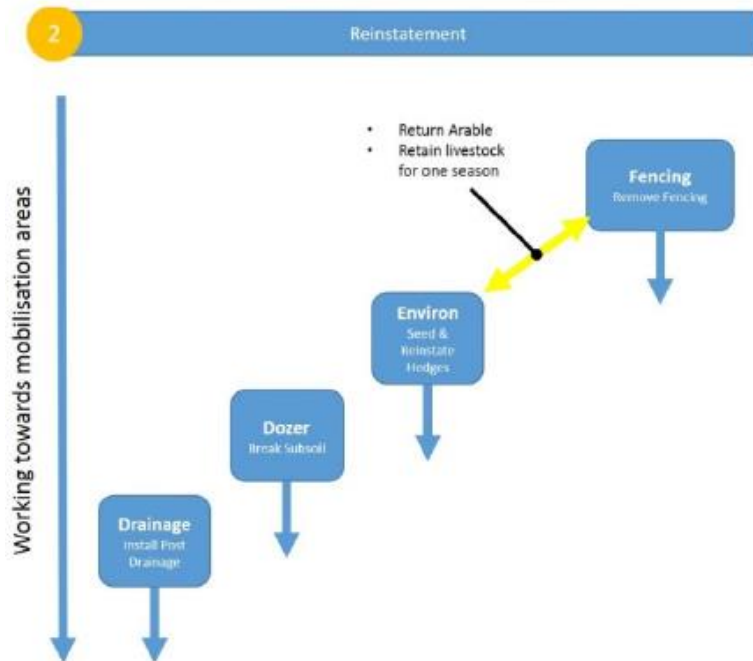 2
Reinstatement
• Return Arable
• Retain livestock
for one season
Fencing
Remove Fencing
Working towards mobilisation areas
Environ
Seed &
Reinstate
Hedges
Dozer
Break Subsoil
Drainage
Install Post
Drainage